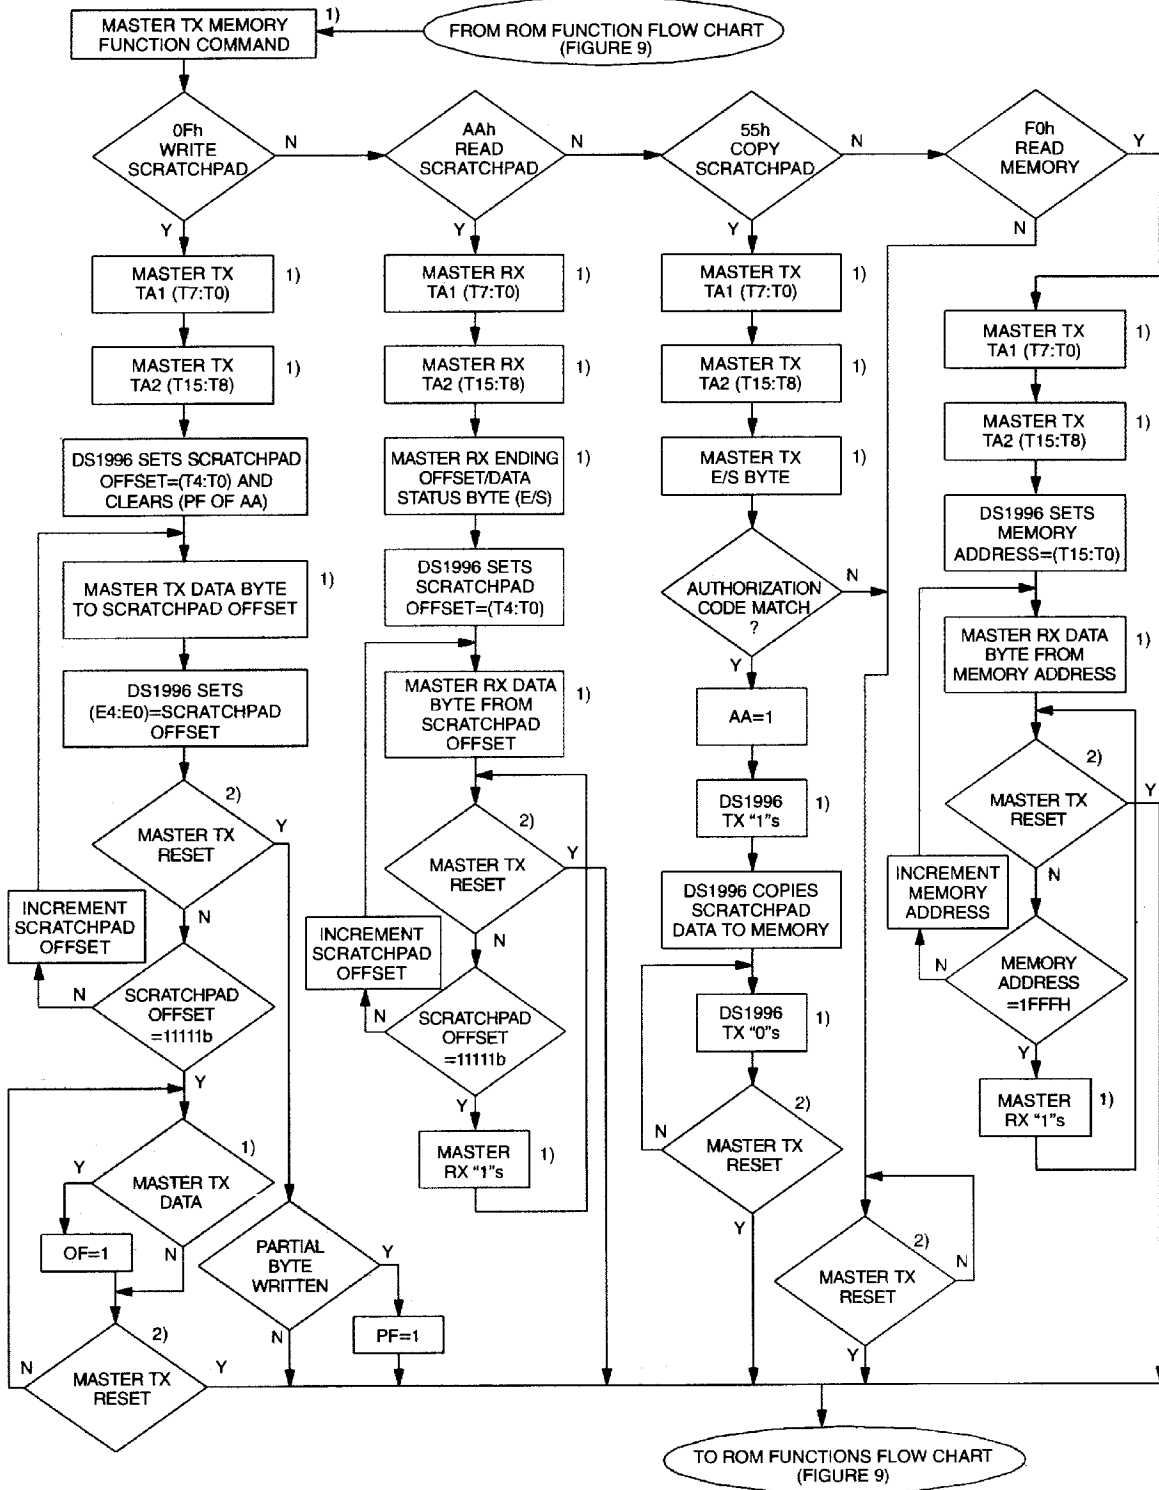 MASTER TX MEMORY
FUNCTION COMMAND
1)
FROM ROM FUNCTION FLOW CHART
(FIGURE 9)
0Fh
WRITE
SCRATCHPAD
N
Y
AAh
READ
SCRATCHPAD
N
Y
55h
COPY
SCRATCHPAD
N
Y
F0h
READ
MEMORY
Y
N
MASTER TX
TA1 (T7:T0)
1)
MASTER TX
TA2 (T15:T8)
1)
DS1996 SETS SCRATCHPAD
OFFSET=(T4:T0) AND
CLEARS (PF OF AA)
MASTER TX DATA BYTE
TO SCRATCHPAD OFFSET
1)
DS1996 SETS
(E4:E0)=SCRATCHPAD
OFFSET
2)
MASTER TX
RESET
Y
N
INCREMENT
SCRATCHPAD
OFFSET
N
SCRATCHPAD
OFFSET
=11111b
Y
1)
MASTER TX
DATA
Y
N
OF=1
2)
MASTER TX
RESET
N
Y
PARTIAL
BYTE
WRITTEN
Y
N
PF=1
MASTER RX
TA1 (T7:T0)
1)
MASTER RX
TA2 (T15:T8)
1)
MASTER RX ENDING
OFFSET/DATA
STATUS BYTE (E/S)
1)
DS1996 SETS
SCRATCHPAD
OFFSET=(T4:T0)
MASTER RX DATA
BYTE FROM
SCRATCHPAD
OFFSET
1)
2)
MASTER TX
RESET
Y
N
INCREMENT
SCRATCHPAD
OFFSET
N
SCRATCHPAD
OFFSET
=11111b
Y
MASTER
RX “1”s
1)
MASTER TX
TA1 (T7:T0)
1)
MASTER TX
TA2 (T15:T8)
1)
MASTER TX
E/S BYTE
1)
AUTHORIZATION
CODE MATCH
?
N
Y
AA=1
DS1996
TX “1”s
1)
DS1996 COPIES
SCRATCHPAD
DATA TO MEMORY
DS1996
TX “0”s
1)
2)
MASTER TX
RESET
N
Y
2)
MASTER TX
RESET
N
Y
MASTER TX
TA1 (T7:T0)
1)
MASTER TX
TA2 (T15:T8)
1)
DS1996 SETS
MEMORY
ADDRESS=(T15:T0)
MASTER RX DATA
BYTE FROM
MEMORY ADDRESS
1)
2)
MASTER TX
RESET
Y
N
INCREMENT
MEMORY
ADDRESS
N
MEMORY
ADDRESS
=1FFFH
Y
MASTER
RX “1”s
1)
TO ROM FUNCTIONS FLOW CHART
(FIGURE 9)